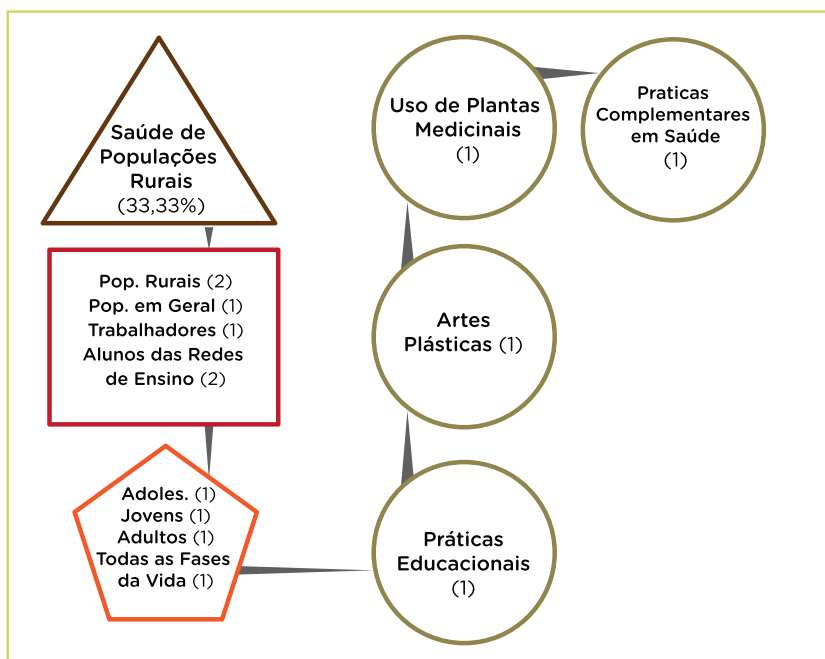 Saúde de
Populações
Rurais
(33,33%)
Pop. Rurais (2)
Pop. em Geral (1)
Trabalhadores (1)
Alunos das Redes
de Ensino (2)
Adoles. (1)
Jovens (1)
Adultos (1)
Todas as Fases
da Vida (1)
Práticas
Educacionais
(1)
Artes
Plásticas (1)
Uso de Plantas
Medicinais
(1)
Praticas
Complementares
em Saúde
(1)